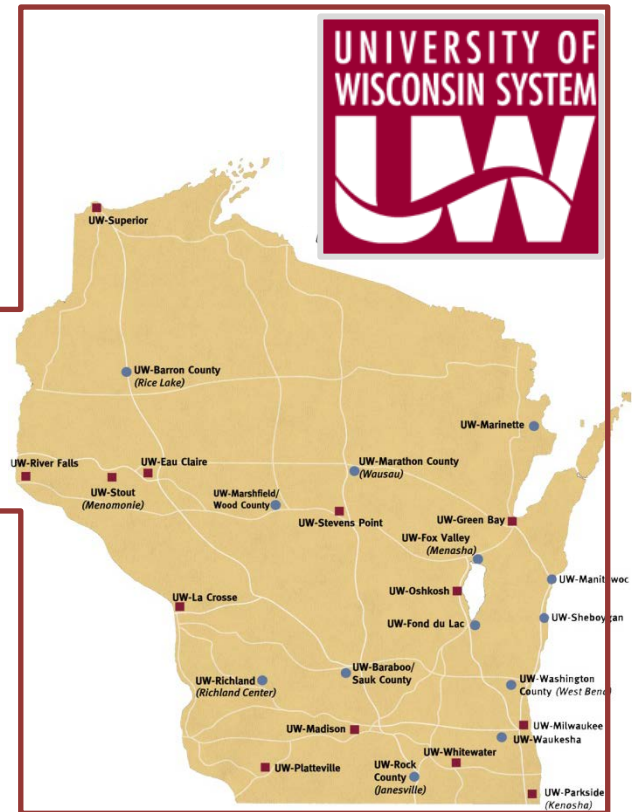 UNIVERSITY OF
WISCONSIN SYSTEM
UW
UW-Superior
UW-Barron County
(Rice Lake)
UW-Marinette
UW-River Falls
UW-Eau Claire
UW-Stout
(Menomonie)
UW-Marathon County
(Wausau)
UW-Marshfield/
Wood County
UW-Stevens Point
UW-Green Bay
UW-Fox Valley
(Menasha)
UW-Manitowoc
UW-Oshkosh
UW-La Crosse
UW-Sheboygan
UW-Fond du Lac
UW-Baraboo/
Sauk County
UW-Richland
(Richland Center)
UW-Washington
County (West Bend)
UW-Madison
UW-Milwaukee
UW-Waukesha
UW-Whitewater
UW-Platteville
UW-Rock
County
(Janesville)
UW-Parkside
(Kenosha)